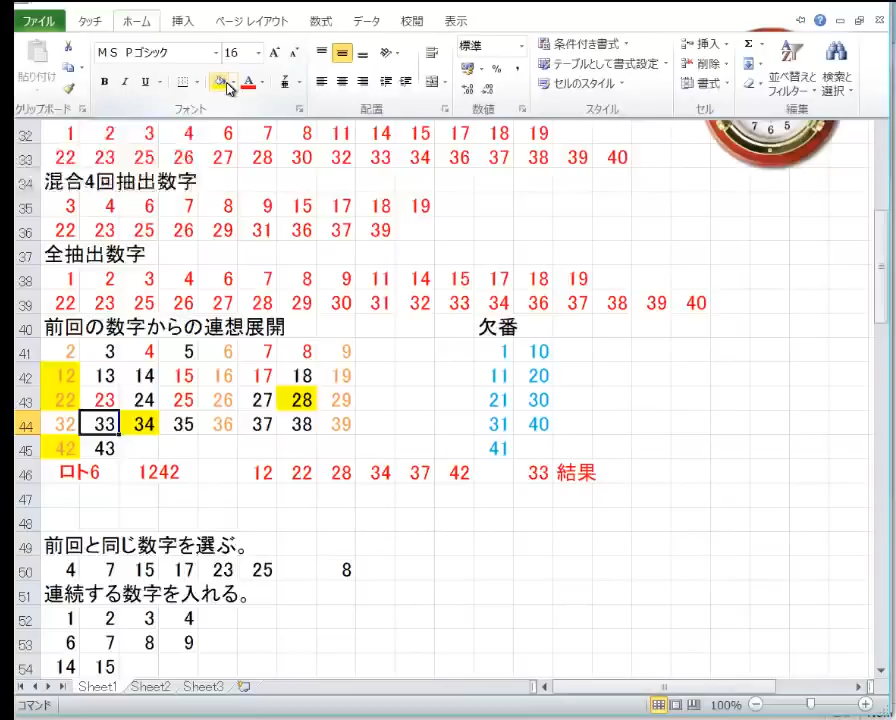 ファイル タッチ ホーム 挿入 ページ レイアウト 数式 データ 校閲 表示
貼り付け
クリップボード
ＭＳ Ｐゴシック 16
B I U A
フォント
配置
標準
% ,
数値
条件付き書式
テーブルとして書式設定
セルのスタイル
スタイル
挿入
削除
書式
セル
Σ
並べ替えと フィルター
検索と 選択
編集
7 6 5
32 1 2 3 4 6 7 8 11 14 15 17 18 19
33 22 23 25 26 27 28 30 32 33 34 36 37 38 39 40
34 混合4回抽出数字
35 3 4 6 7 8 9 15 17 18 19
36 22 23 25 26 29 31 36 37 39
37 全抽出数字
38 1 2 3 4 6 7 8 9 11 14 15 17 18 19
39 22 23 25 26 27 28 29 30 31 32 33 34 36 37 38 39 40
40 前回の数字からの連想展開 欠番
41 2 3 4 5 6 7 8 9 1 10
42 12 13 14 15 16 17 18 19 11 20
43 22 23 24 25 26 27 28 29 21 30
44 32 33 34 35 36 37 38 39 31 40
45 42 43 41
46 ロト6 1242 12 22 28 34 37 42 33 結果
47
48
49 前回と同じ数字を選ぶ。
50 4 7 15 17 23 25 8
51 連続する数字を入れる。
52 1 2 3 4
53 6 7 8 9
54 14 15
Sheet1 Sheet2 Sheet3
コマンド 100%